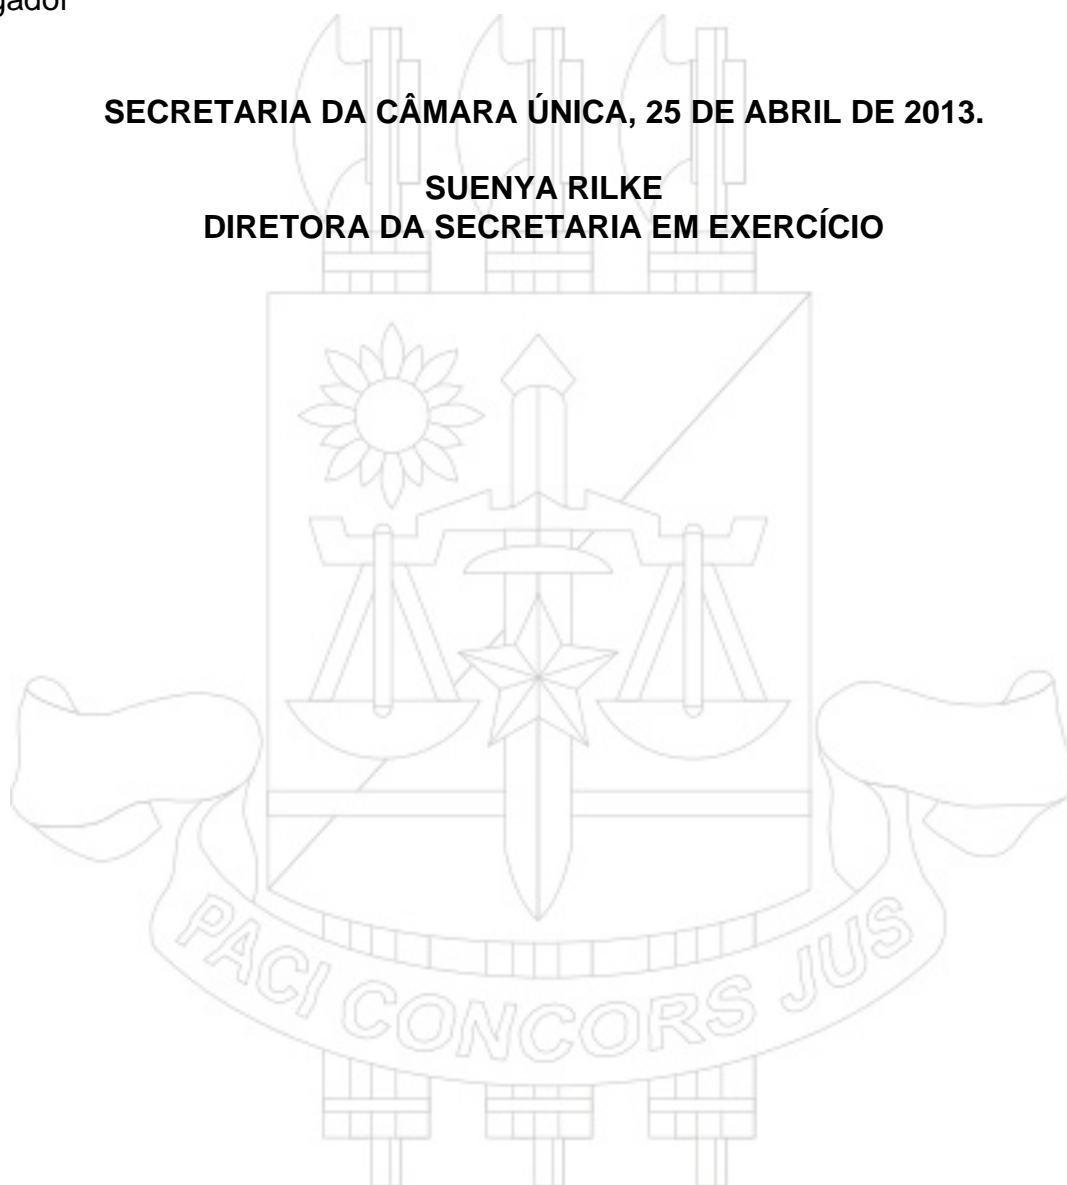 gador
SECRETARIA DA CÂMARA ÚNICA, 25 DE ABRIL DE 2013.
SUENYA RILKE
DIRETORA DA SECRETARIA EM EXERCÍCIO
PACI CONCORS JUS